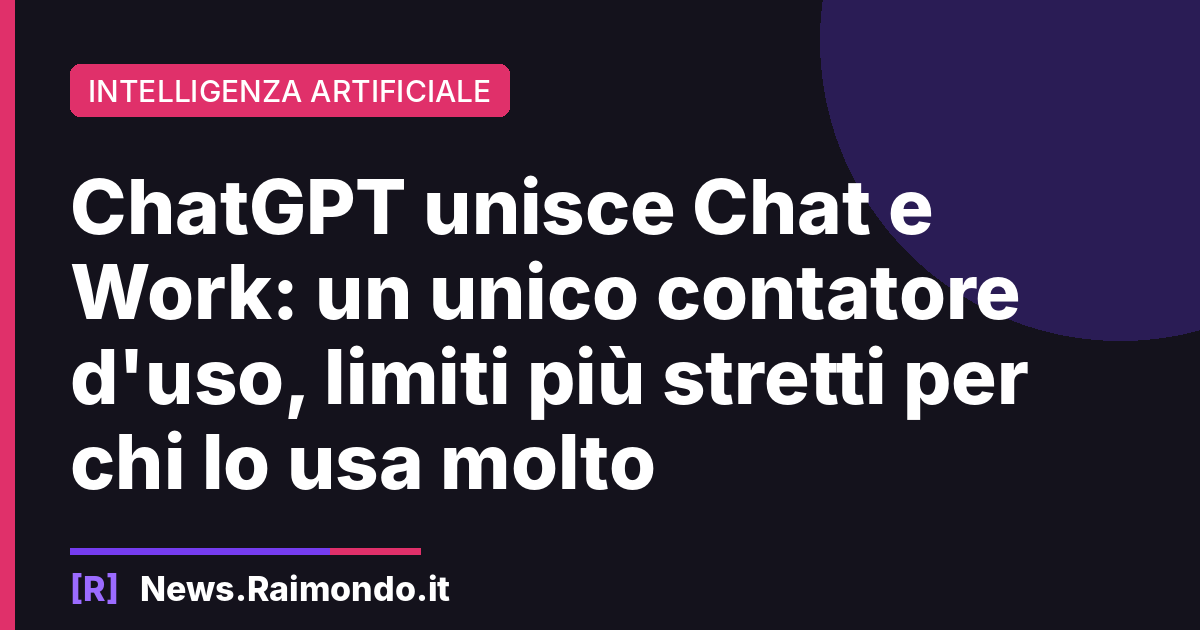 INTELLIGENZA ARTIFICIALE
ChatGPT unisce Chat e
Work: un unico contatore
d'uso, limiti più stretti per
chi lo usa molto
[R] News.Raimondo.it